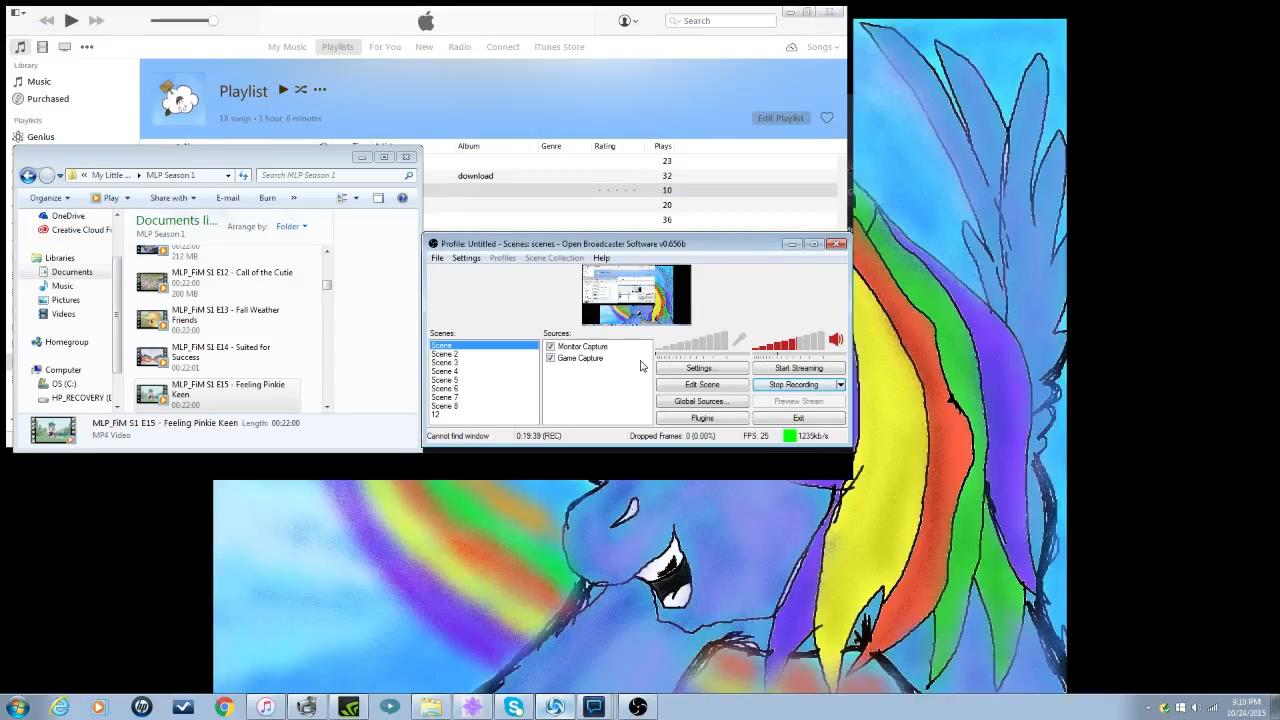 Search
My Music
Playlists
For You
New
Radio
Connect
iTunes Store
Songs
Library
Music
Purchased
Playlists
Genius
Playlist
18 songs • 1 hour, 6 minutes
Edit Playlist
Album
Genre
Rating
Plays
23
download
32
10
20
36
My Little ...
MLP Season 1
Search MLP Season 1
Organize
Play
Share with
E-mail
Burn
»
OneDrive
Creative Cloud F
Libraries
Documents
Music
Pictures
Videos
Homegroup
Computer
OS (C:)
HP_RECOVERY (D
Documents li...
MLP Season 1
Arrange by:
Folder
00:22:00
212 MB
MLP_FiM S1 E12 - Call of the Cutie
00:22:00
200 MB
MLP_FiM S1 E13 - Fall Weather
Friends
00:22:00
MLP_FiM S1 E14 - Suited for
Success
00:22:01
MLP_FiM S1 E15 - Feeling Pinkie
Keen
00:22:00
MLP_FiM S1 E15 - Feeling Pinkie Keen
Length: 00:22:00
MP4 Video
Profile: Untitled - Scenes: scenes - Open Broadcaster Software v0.656b
File
Settings
Profiles
Scene Collection
Help
Scenes:
Scene
Scene 2
Scene 3
Scene 4
Scene 5
Scene 6
Scene 7
Scene 8
12
Sources:
Monitor Capture
Game Capture
Settings...
Start Streaming
Edit Scene
Stop Recording
Global Sources...
Preview Stream
Plugins
Exit
Cannot find window
0:19:39 (REC)
Dropped Frames: 0 (0.00%)
FPS: 25
1235kb/s
9:10 PM
10/24/2015